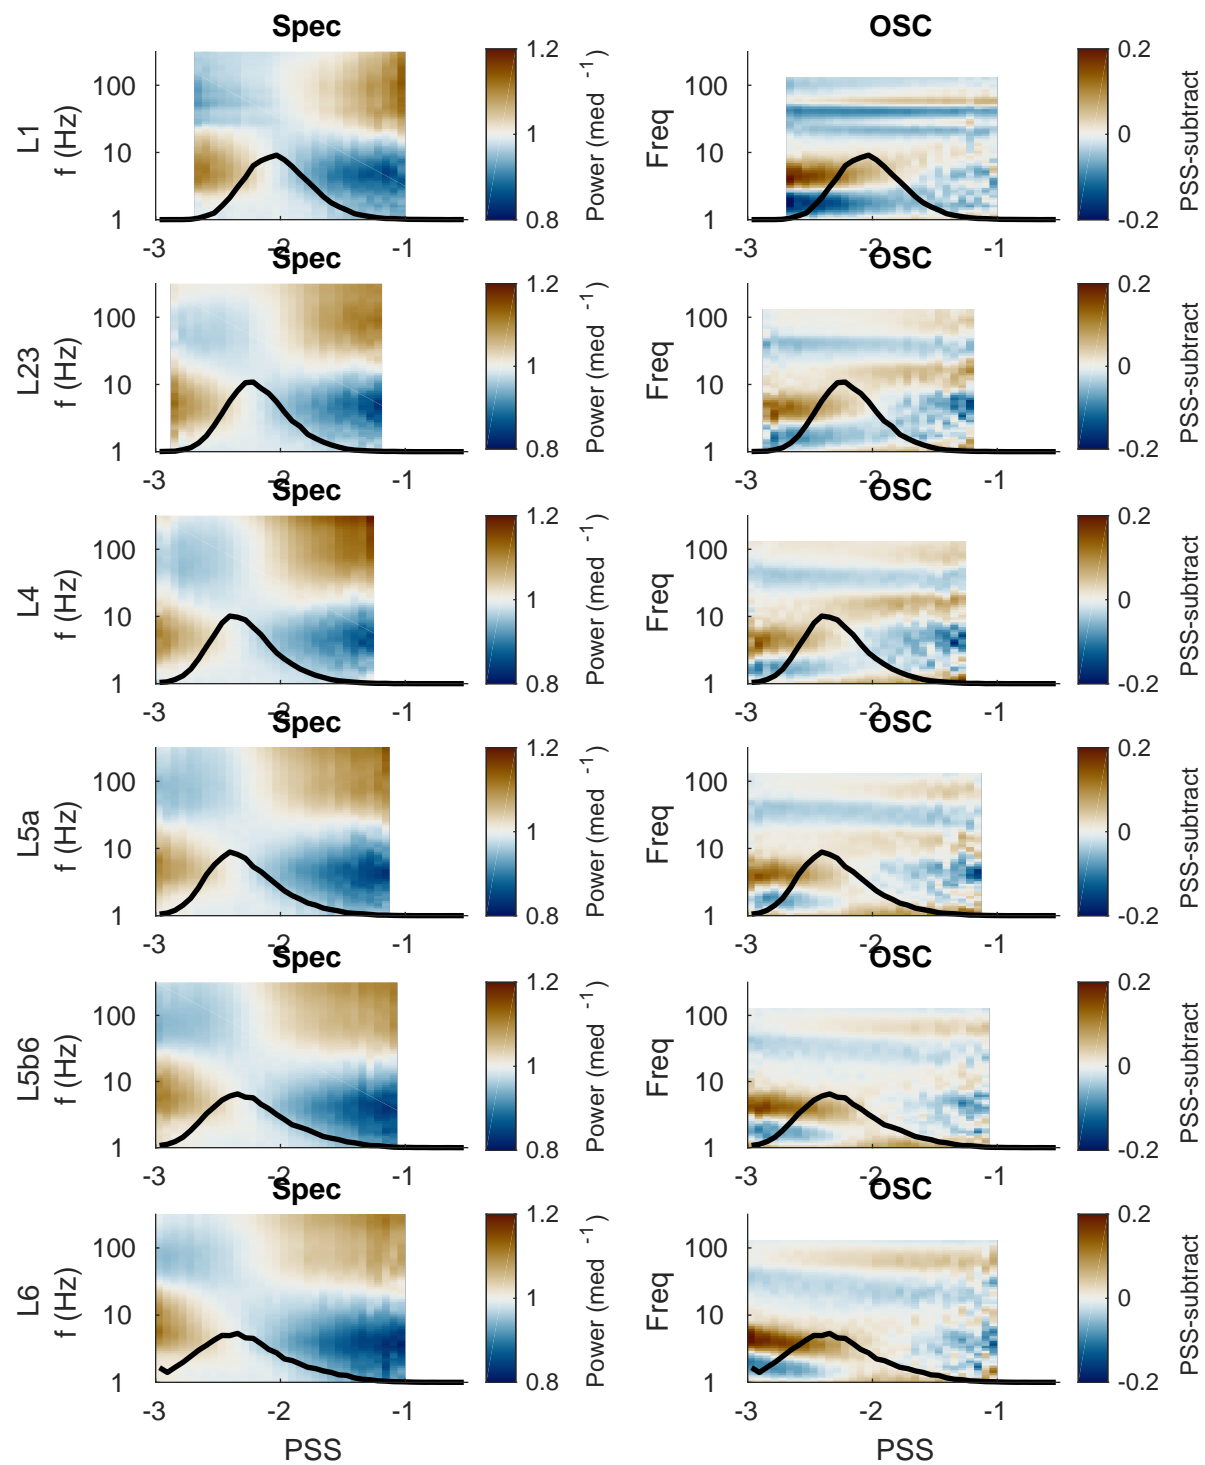 Spec
OSC
L1
f (Hz)
100
10
1
-3
-2
-1
1.2
1
0.8
Power (med -1)
Freq
100
10
1
-3
-2
-1
0.2
0
-0.2
PSS-subtract
Spec
OSC
L23
f (Hz)
100
10
1
-3
-2
-1
1.2
1
0.8
Power (med -1)
Freq
100
10
1
-3
-2
-1
0.2
0
-0.2
PSS-subtract
Spec
OSC
L4
f (Hz)
100
10
1
-3
-2
-1
1.2
1
0.8
Power (med -1)
Freq
100
10
1
-3
-2
-1
0.2
0
-0.2
PSS-subtract
Spec
OSC
L5a
f (Hz)
100
10
1
-3
-2
-1
1.2
1
0.8
Power (med -1)
Freq
100
10
1
-3
-2
-1
0.2
0
-0.2
PSS-subtract
Spec
OSC
L5b6
f (Hz)
100
10
1
-3
-2
-1
1.2
1
0.8
Power (med -1)
Freq
100
10
1
-3
-2
-1
0.2
0
-0.2
PSS-subtract
Spec
OSC
L6
f (Hz)
100
10
1
-3
-2
-1
PSS
1.2
1
0.8
Power (med -1)
Freq
100
10
1
-3
-2
-1
PSS
0.2
0
-0.2
PSS-subtract